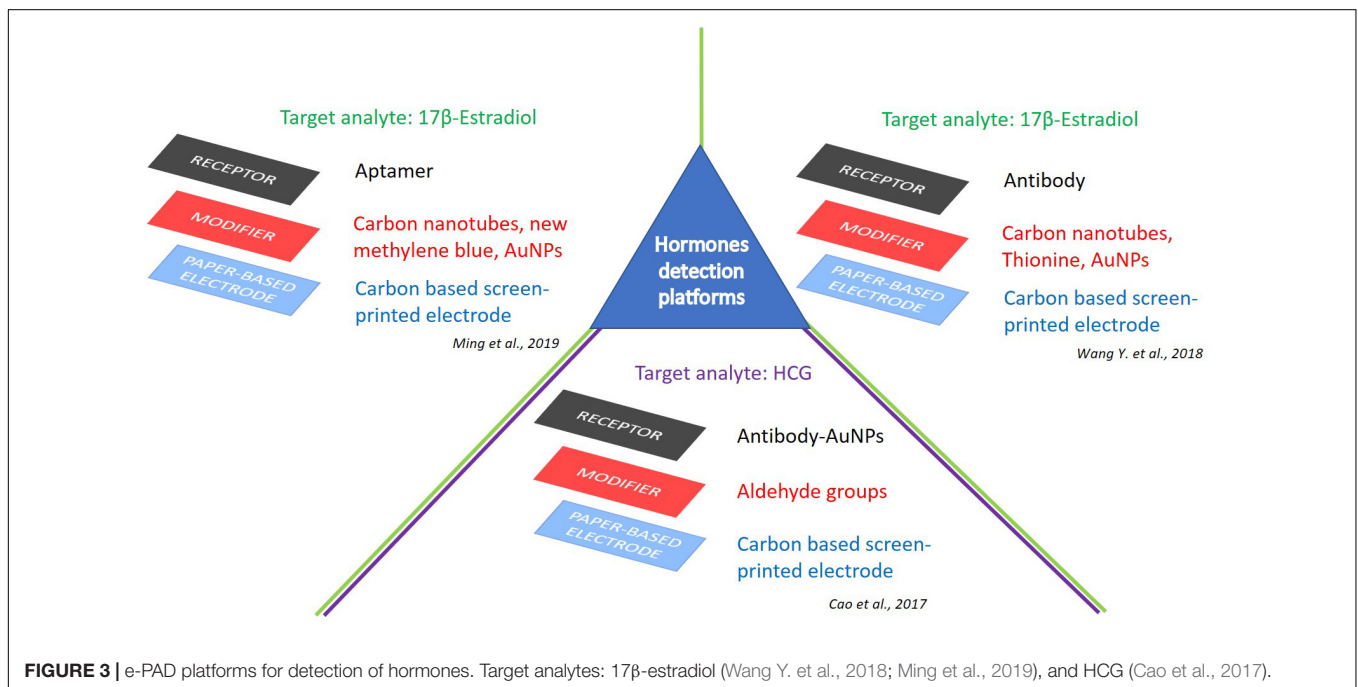 Target analyte: 17β-Estradiol
RECEPTOR
Aptamer
MODIFIER
Carbon nanotubes, new
methylene blue, AuNPs
PAPER-BASED
ELECTRODE
Carbon based screen-
printed electrode
Ming et al., 2019
Hormones
detection
platforms
Target analyte: 17β-Estradiol
RECEPTOR
Antibody
MODIFIER
Carbon nanotubes,
Thionine, AuNPs
PAPER-BASED
ELECTRODE
Carbon based screen-
printed electrode
Wang Y. et al., 2018
Target analyte: HCG
RECEPTOR
Antibody-AuNPs
MODIFIER
Aldehyde groups
PAPER-BASED
ELECTRODE
Carbon based screen-
printed electrode
Cao et al., 2017
FIGURE 3 | e-PAD platforms for detection of hormones. Target analytes: 17β-estradiol (Wang Y. et al., 2018; Ming et al., 2019), and HCG (Cao et al., 2017).